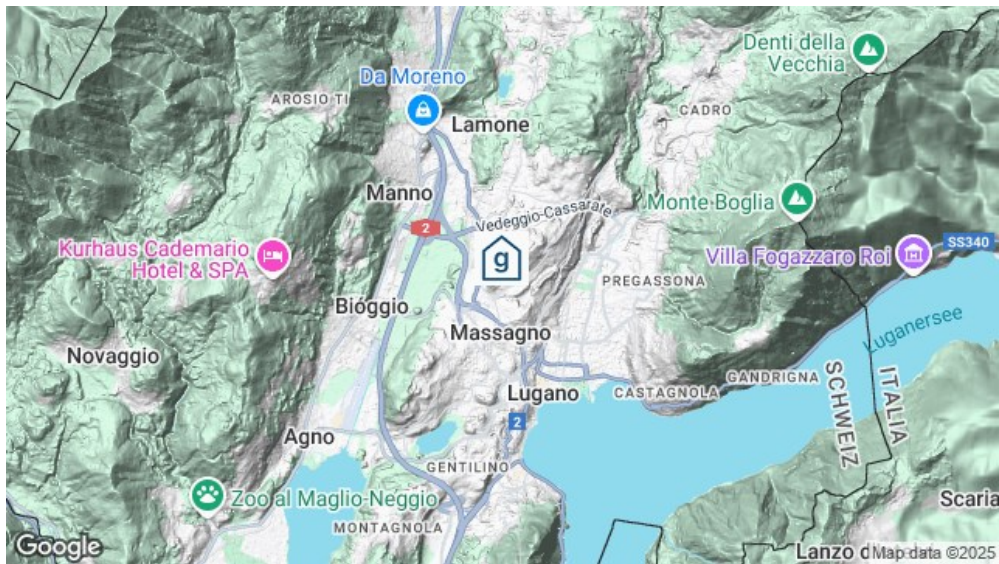 Denti della
Vecchia
Da Moreno
AROSIO TI
CADRO
Lamone
Manno
Monte Boglia
Vedeggio-Cassarate
2
Kurhaus Cademario
Hotel & SPA
g
Villa Fogazzaro Roi
SS340
PREGASSONA
Bióggio
Massagno
Luganersee
Novaggio
GANDRIGNA
CASTAGNOLA
Lugano
SCHWEIZ
ITALIA
2
Agno
GENTILINO
Zoo al Maglio-Neggio
Scaria
MONTAGNOLA
Google
Lanzo d
Map data ©2025